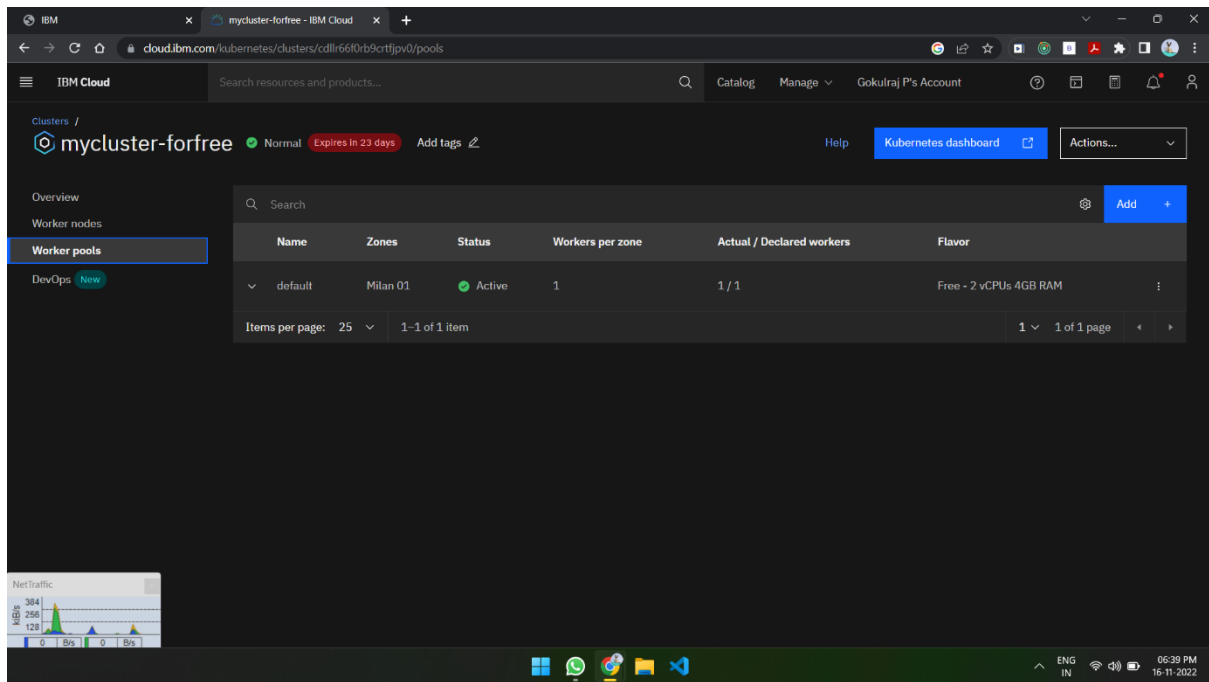 IBM
mycluster-forfree - IBM Cloud
cloud.ibm.com/kubernetes/clusters/cdllr66f0rb9crtfjpv0/pools
IBM Cloud
Search resources and products...
Catalog
Manage
Gokulraj P's Account
Clusters /
mycluster-forfree
Normal
Expires in 23 days
Add tags
Help
Kubernetes dashboard
Actions...
Overview
Worker nodes
Worker pools
DevOps New
Search
Add +
Name Zones Status Workers per zone Actual / Declared workers Flavor
default Milan 01 Active 1 1 / 1 Free - 2 vCPUs 4GB RAM
Items per page: 25 1–1 of 1 item 1 1 of 1 page
NetTraffic
kiB/s
384
256
128
0 B/s 0 B/s
ENG
IN
06:39 PM
16-11-2022